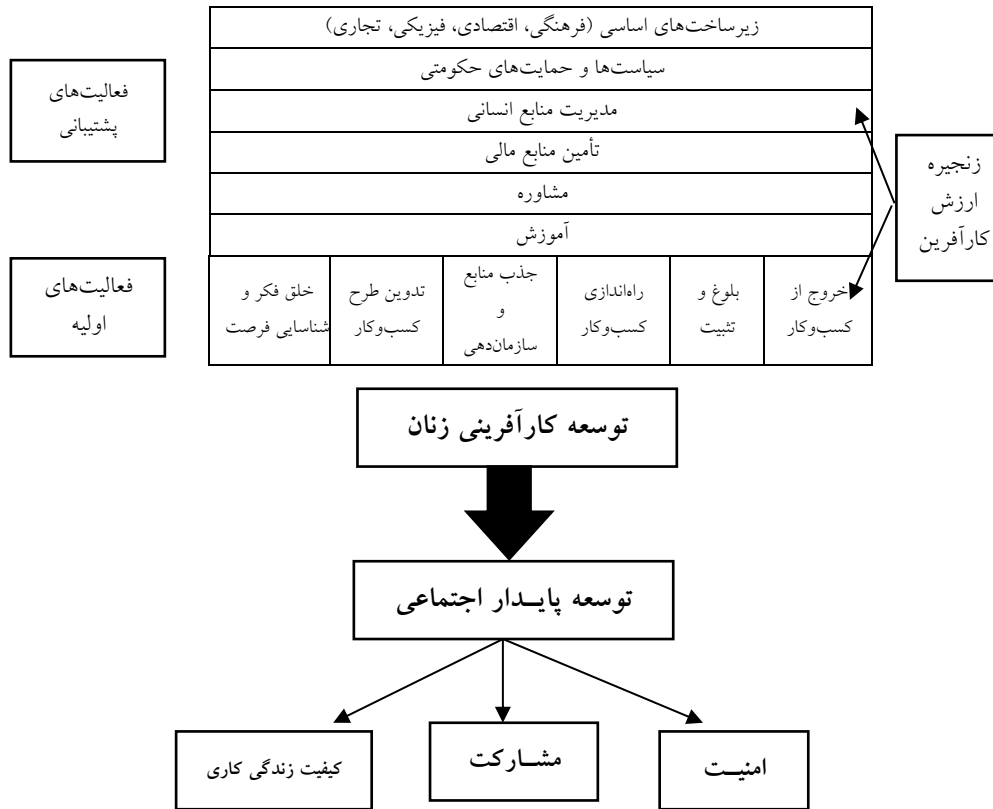 زیرساخت‌های اساسی (فرهنگی، اقتصادی، فیزیکی، تجاری)
سیاست‌ها و حمایت‌های حکومتی
مدیریت منابع انسانی
تأمین منابع مالی
مشاوره
آموزش
فعالیت‌های
پشتیبانی
زنجیره
ارزش
کارآفرین
فعالیت‌های
اولیه
خروج از
کسب‌وکار
بلوغ و
تثبیت
راه‌اندازی
کسب‌وکار
جذب منابع
و
سازمان‌دهی
تدوین طرح
کسب‌وکار
خلق فکر و
شناسایی فرصت
توسعه کارآفرینی زنان
توسعه پایـدار اجتماعی
امنیـت
مشـارکت
کیفیت زندگی کاری